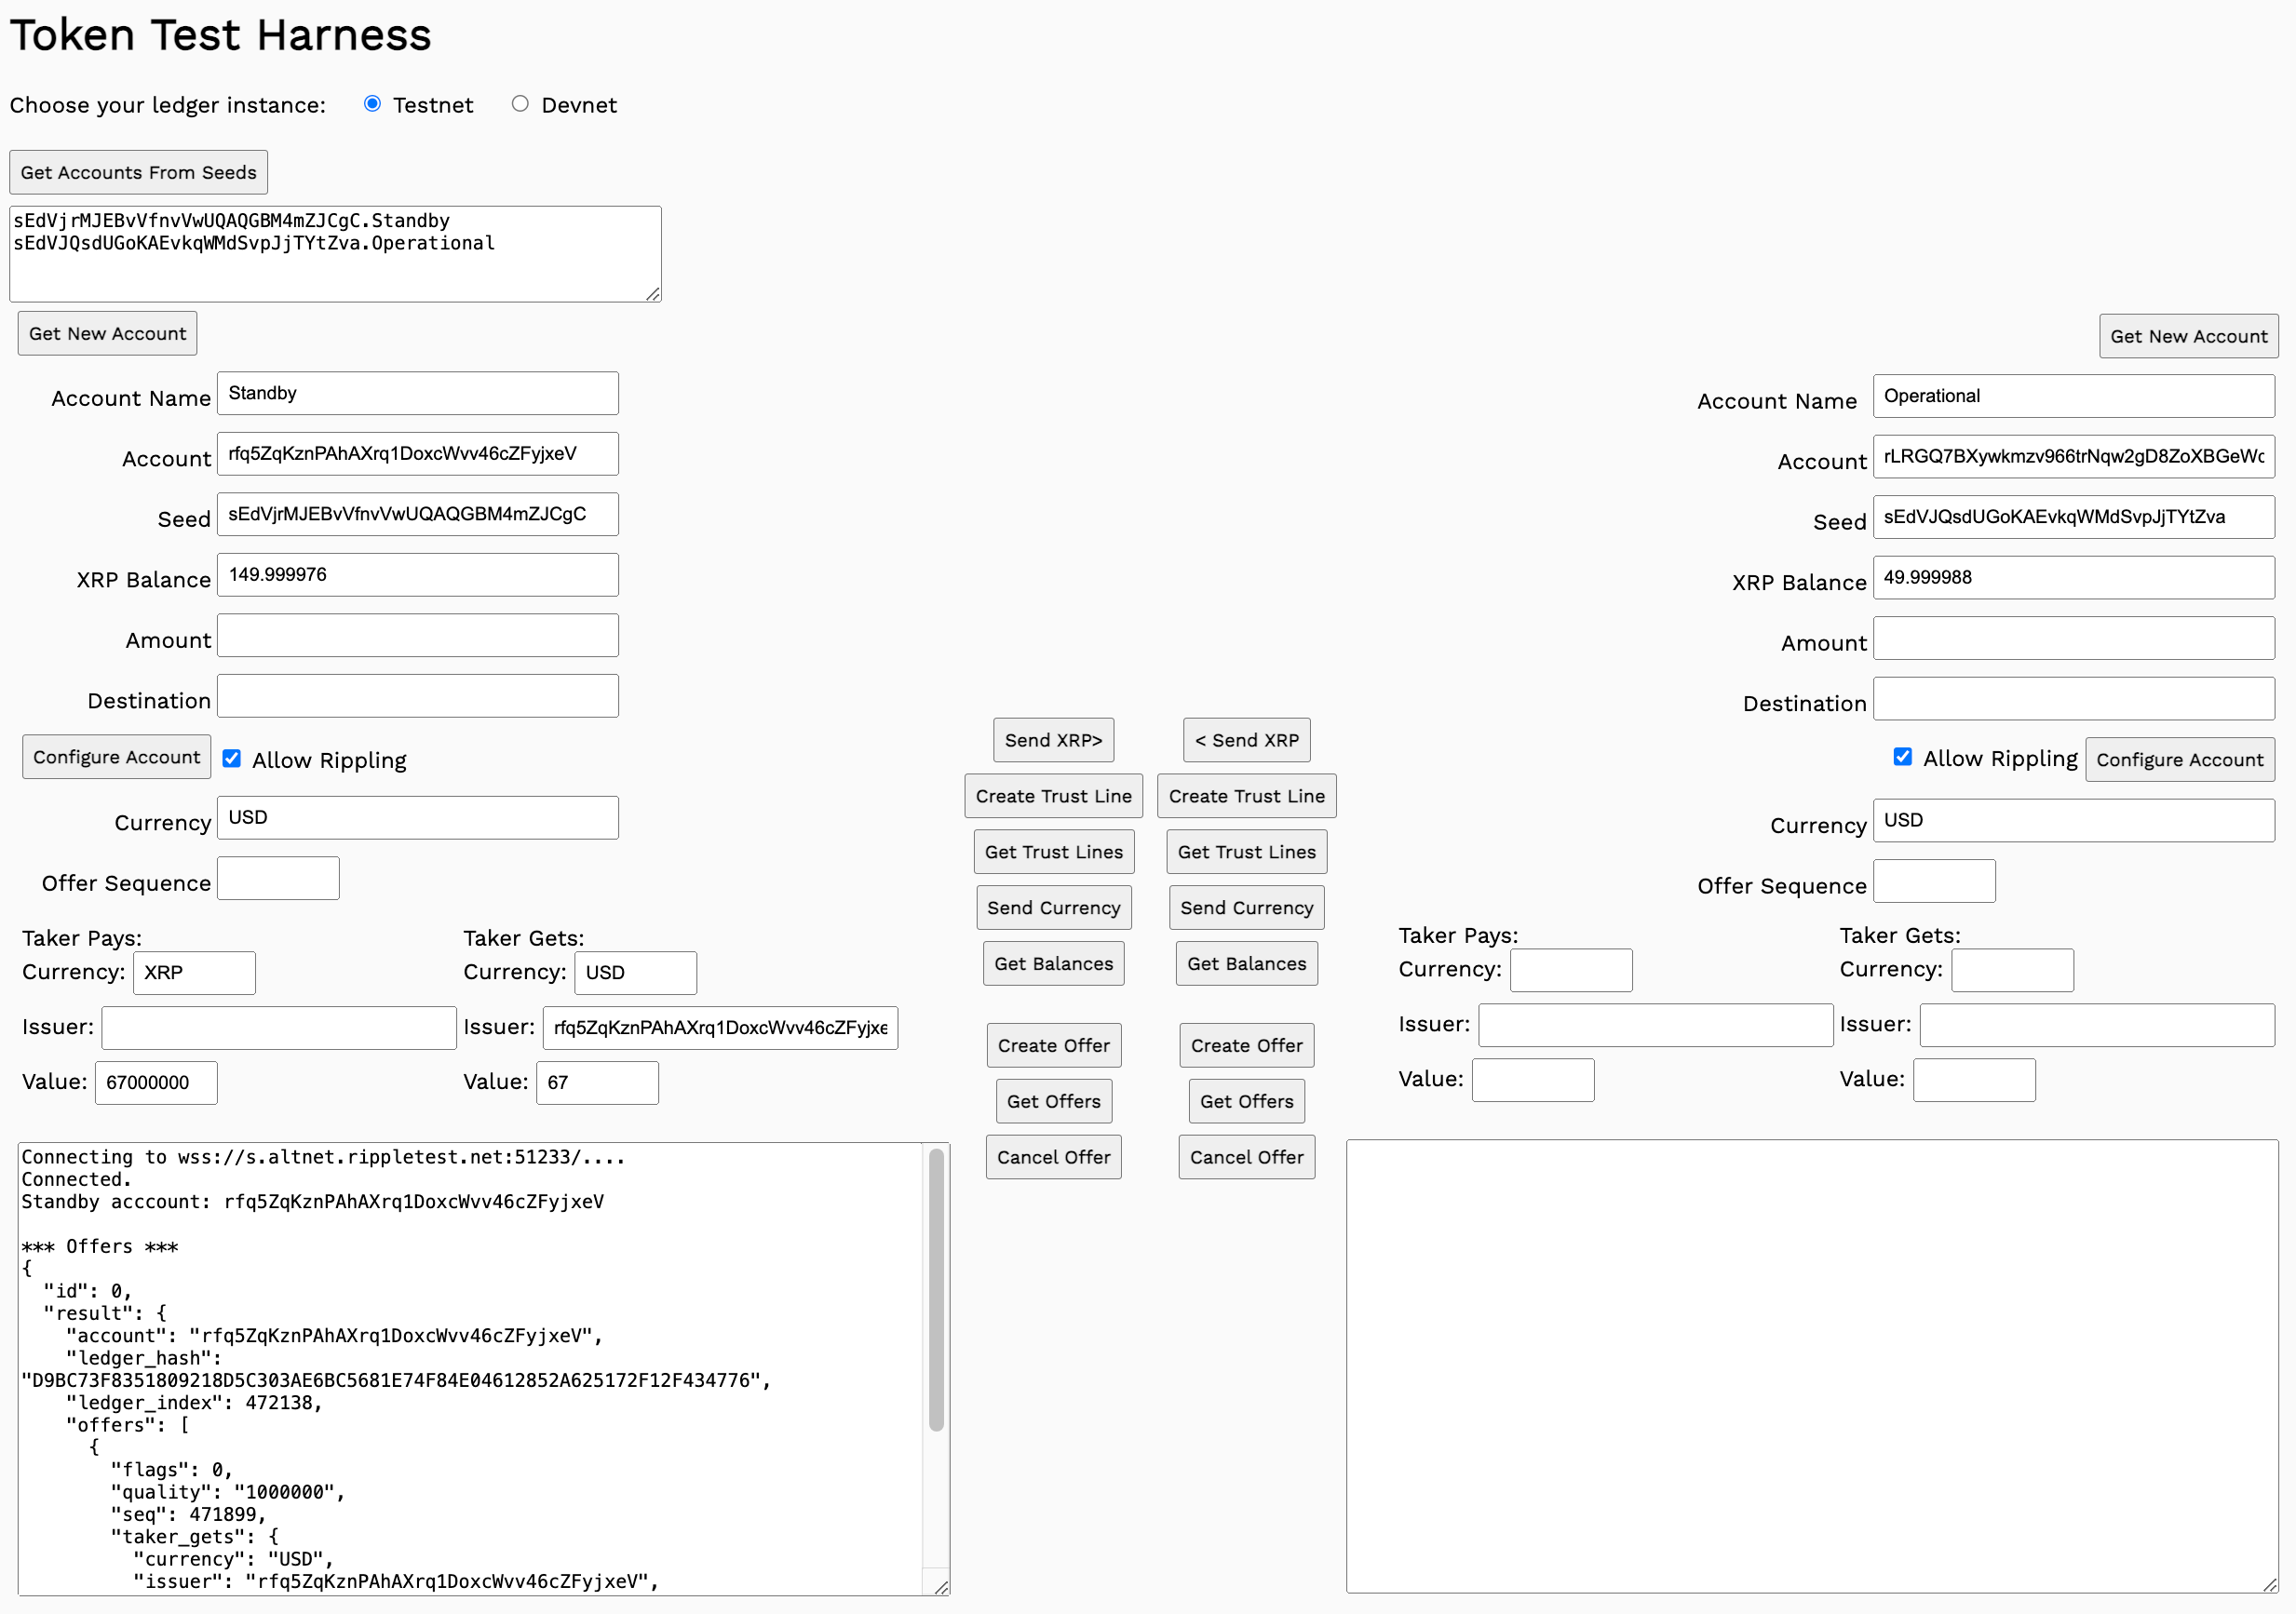 Token Test Harness
Choose your ledger instance: Testnet Devnet
Get Accounts From Seeds
sEdVjrMJEBvVfnvVwUQAQGBM4mZJCgC.Standby
sEdVJQsdUGoKAEvkqWMdSvpJjTYtZva.Operational
Get New Account
Account Name Standby
Account rfq5ZqKznPAhAXrq1DoxcWvv46cZFyjxeV
Seed sEdVjrMJEBvVfnvVwUQAQGBM4mZJCgC
XRP Balance 149.999976
Amount
Destination
Configure Account Allow Rippling
Currency USD
Offer Sequence
Taker Pays: Taker Gets:
Currency: XRP Currency: USD
Issuer: Issuer: rfq5ZqKznPAhAXrq1DoxcWvv46cZFyjxe
Value: 67000000 Value: 67
Connecting to wss://s.altnet.rippletest.net:51233/....
Connected.
Standby acccount: rfq5ZqKznPAhAXrq1DoxcWvv46cZFyjxeV
*** Offers ***
{
"id": 0,
"result": {
"account": "rfq5ZqKznPAhAXrq1DoxcWvv46cZFyjxeV",
"ledger_hash":
"D9BC73F8351809218D5C303AE6BC5681E74F84E04612852A625172F12F434776",
"ledger_index": 472138,
"offers": [
{
"flags": 0,
"quality": "1000000",
"seq": 471899,
"taker_gets": {
"currency": "USD",
"issuer": "rfq5ZqKznPAhAXrq1DoxcWvv46cZFyjxeV",
Send XRP> < Send XRP
Create Trust Line Create Trust Line
Get Trust Lines Get Trust Lines
Send Currency Send Currency
Get Balances Get Balances
Create Offer Create Offer
Get Offers Get Offers
Cancel Offer Cancel Offer
Get New Account
Account Name Operational
Account rLRGQ7BXywkmzv966trNqw2gD8ZoXBGeWc
Seed sEdVJQsdUGoKAEvkqWMdSvpJjTYtZva
XRP Balance 49.999988
Amount
Destination
Allow Rippling Configure Account
Currency USD
Offer Sequence
Taker Pays: Taker Gets:
Currency: Currency:
Issuer: Issuer:
Value: Value: